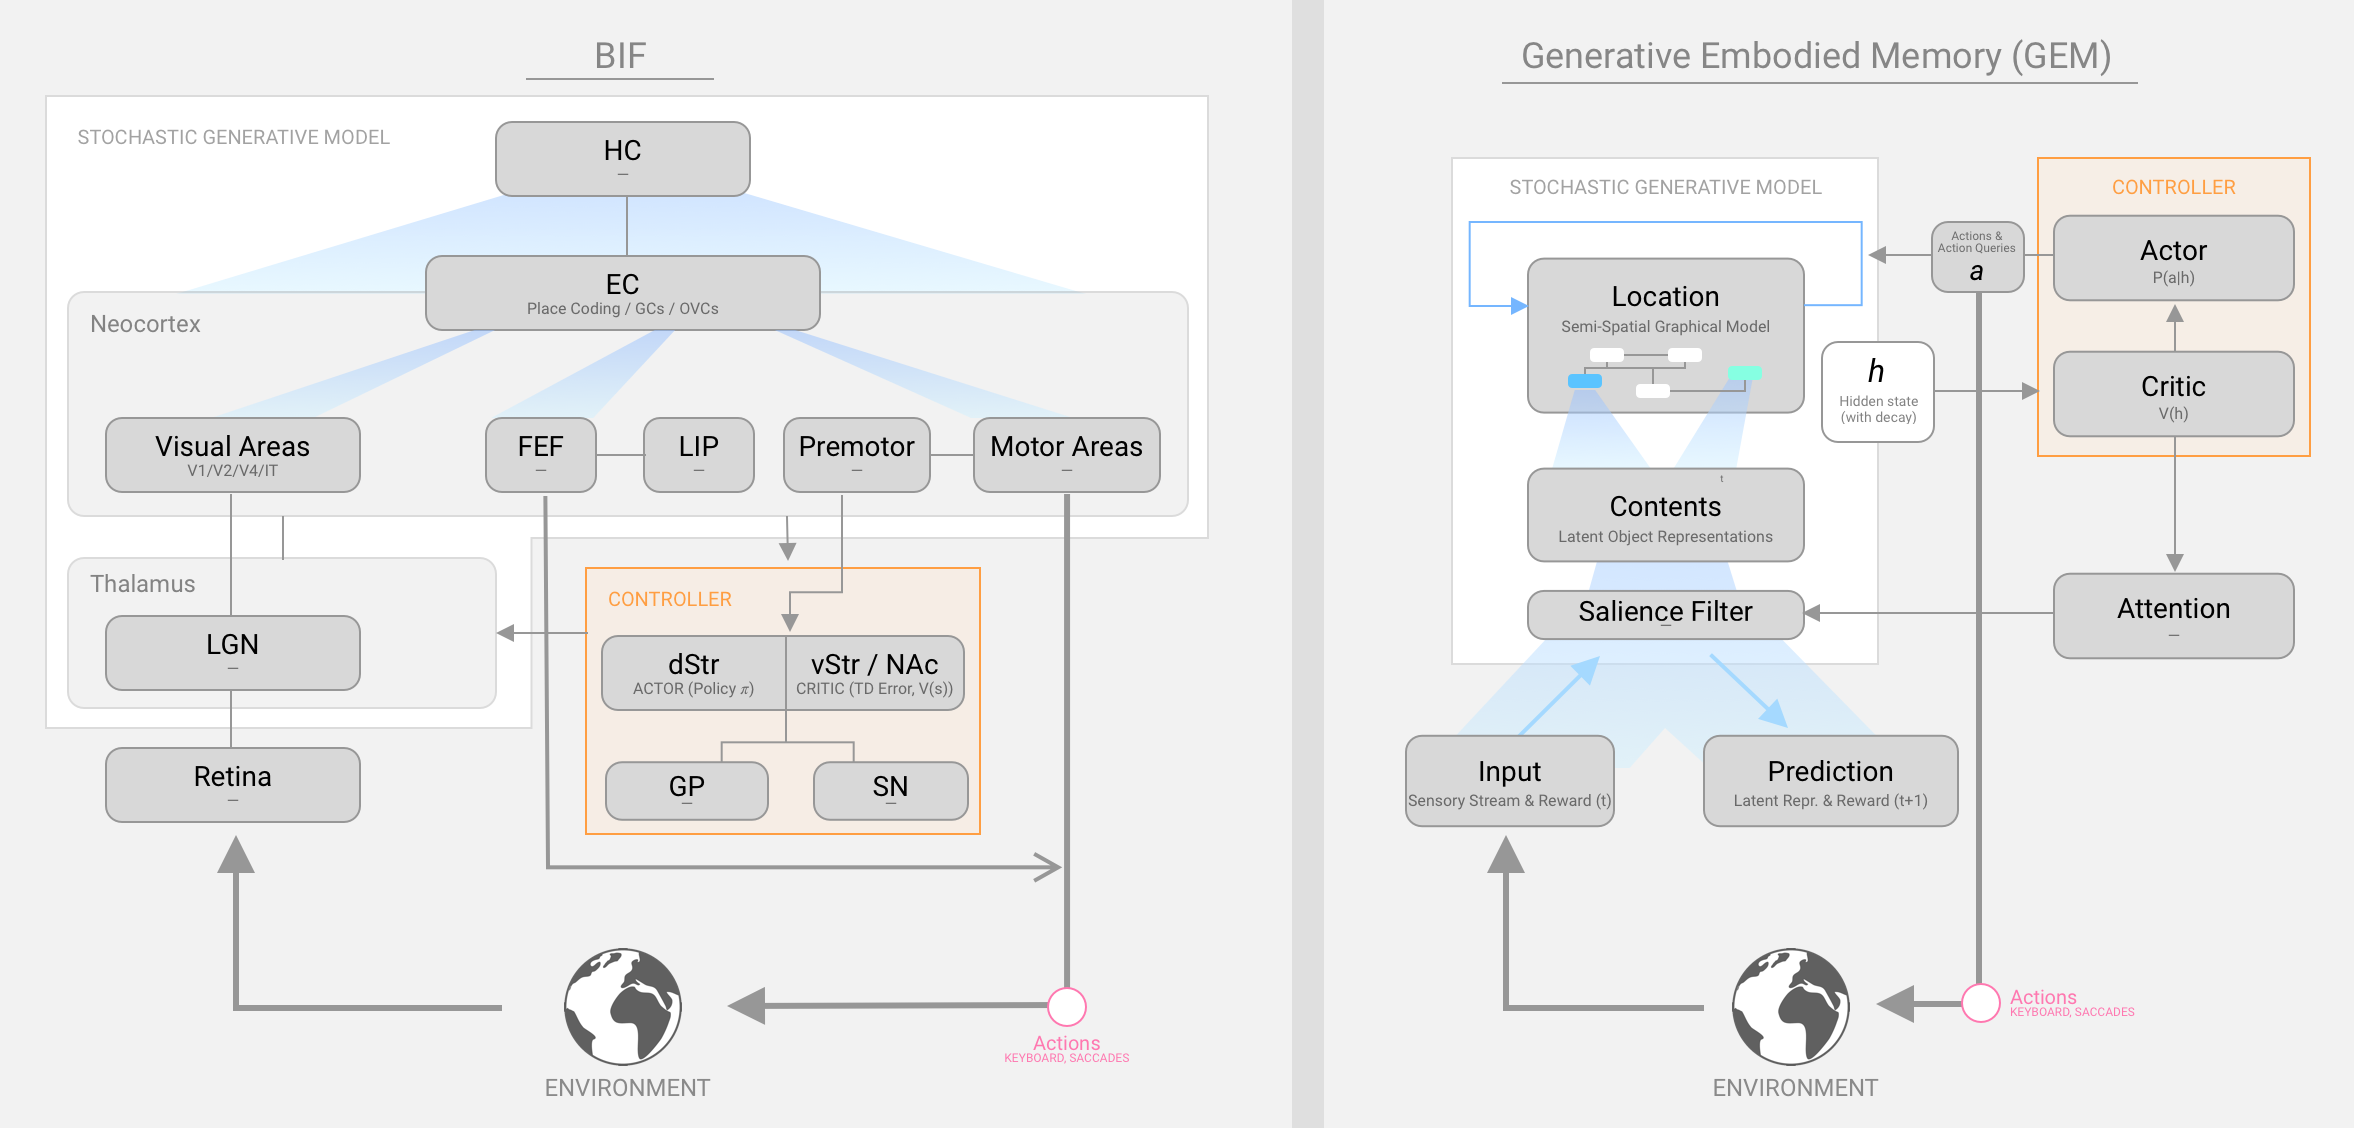 BIF
STOCHASTIC GENERATIVE MODEL
HC
—
EC
Place Coding / GCs / OVCs
Neocortex
Visual Areas
V1/V2/V4/IT
FEF
—
LIP
—
Premotor
—
Motor Areas
—
Thalamus
LGN
—
CONTROLLER
dStr
ACTOR (Policy π)
vStr / NAc
CRITIC (TD Error, V(s))
GP
—
SN
—
Retina
—
ENVIRONMENT
Actions
KEYBOARD, SACCADES
Generative Embodied Memory (GEM)
STOCHASTIC GENERATIVE MODEL
Location
Semi-Spatial Graphical Model
t
Contents
Latent Object Representations
Salience Filter
—
Actions &
Action Queries
a
h
Hidden state
(with decay)
CONTROLLER
Actor
P(a|h)
Critic
V(h)
Attention
—
Input
Sensory Stream & Reward (t)
Prediction
Latent Repr. & Reward (t+1)
ENVIRONMENT
Actions
KEYBOARD, SACCADES